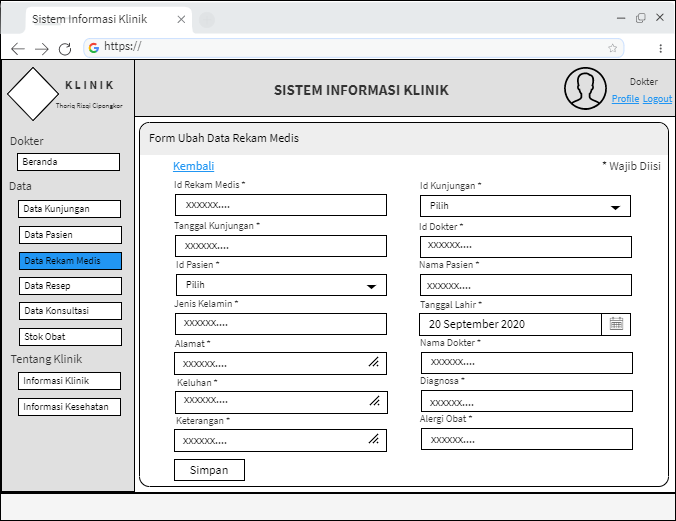 Sistem Informasi Klinik
https://
KLINIK
Thoriq Rizqi Cipongkor
SISTEM INFORMASI KLINIK
Dokter
Profile Logout
Dokter
Beranda
Data
Data Kunjungan
Data Pasien
Data Rekam Medis
Data Resep
Data Konsultasi
Stok Obat
Tentang Klinik
Informasi Klinik
Informasi Kesehatan
Form Ubah Data Rekam Medis
Kembali
* Wajib Diisi
Id Rekam Medis *
xxxxxx....
Id Kunjungan *
Pilih
Tanggal Kunjungan *
xxxxxx....
Id Dokter *
xxxxxx....
Id Pasien *
Pilih
Nama Pasien *
xxxxxx....
Jenis Kelamin *
xxxxxx....
Tanggal Lahir *
20 September 2020
Alamat *
xxxxxx....
Nama Dokter *
xxxxxx....
Keluhan *
xxxxxx....
Diagnosa *
xxxxxx....
Keterangan *
xxxxxx....
Alergi Obat *
xxxxxx....
Simpan